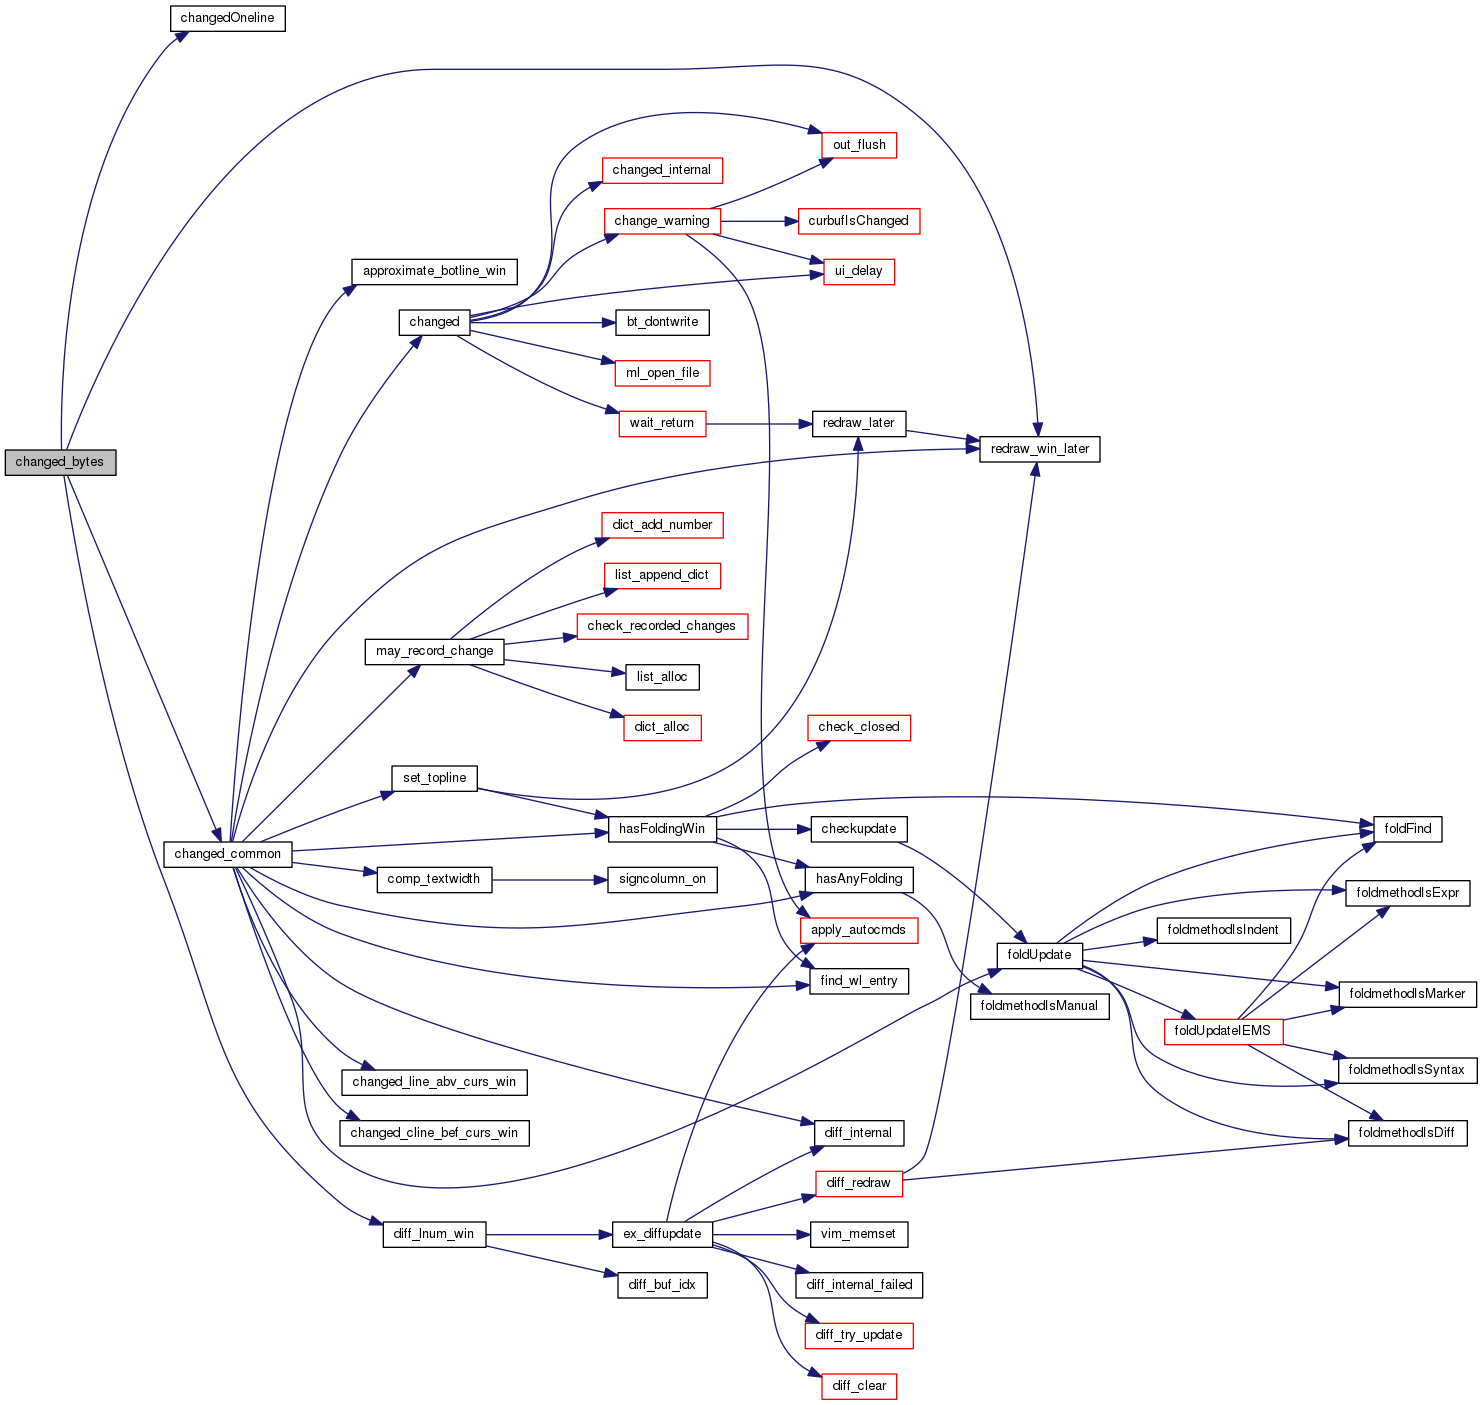 changedOneline
out_flush
changed_internal
change_warning
curbufIsChanged
approximate_botline_win
ui_delay
changed
bt_dontwrite
ml_open_file
wait_return
redraw_later
redraw_win_later
changed_bytes
dict_add_number
list_append_dict
check_recorded_changes
may_record_change
list_alloc
dict_alloc
check_closed
set_topline
hasFoldingWin
checkupdate
foldFind
changed_common
comp_textwidth
signcolumn_on
hasAnyFolding
foldmethodIsExpr
apply_autocmds
foldmethodIsIndent
foldUpdate
find_wl_entry
foldmethodIsManual
foldmethodIsMarker
foldUpdateIEMS
foldmethodIsSyntax
changed_line_abv_curs_win
changed_cline_bef_curs_win
diff_internal
foldmethodIsDiff
diff_redraw
diff_lnum_win
ex_diffupdate
vim_memset
diff_buf_idx
diff_internal_failed
diff_try_update
diff_clear